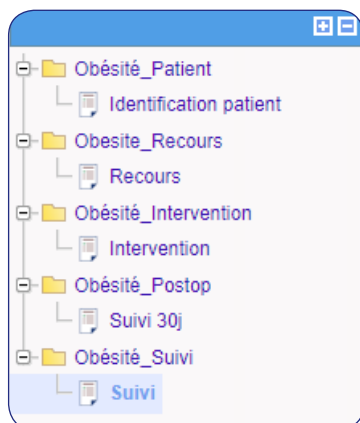 Obésité_Patient
Identification patient
Obesite_Recours
Recours
Obésité_Intervention
Intervention
Obésité_Postop
Suivi 30j
Obésité_Suivi
Suivi